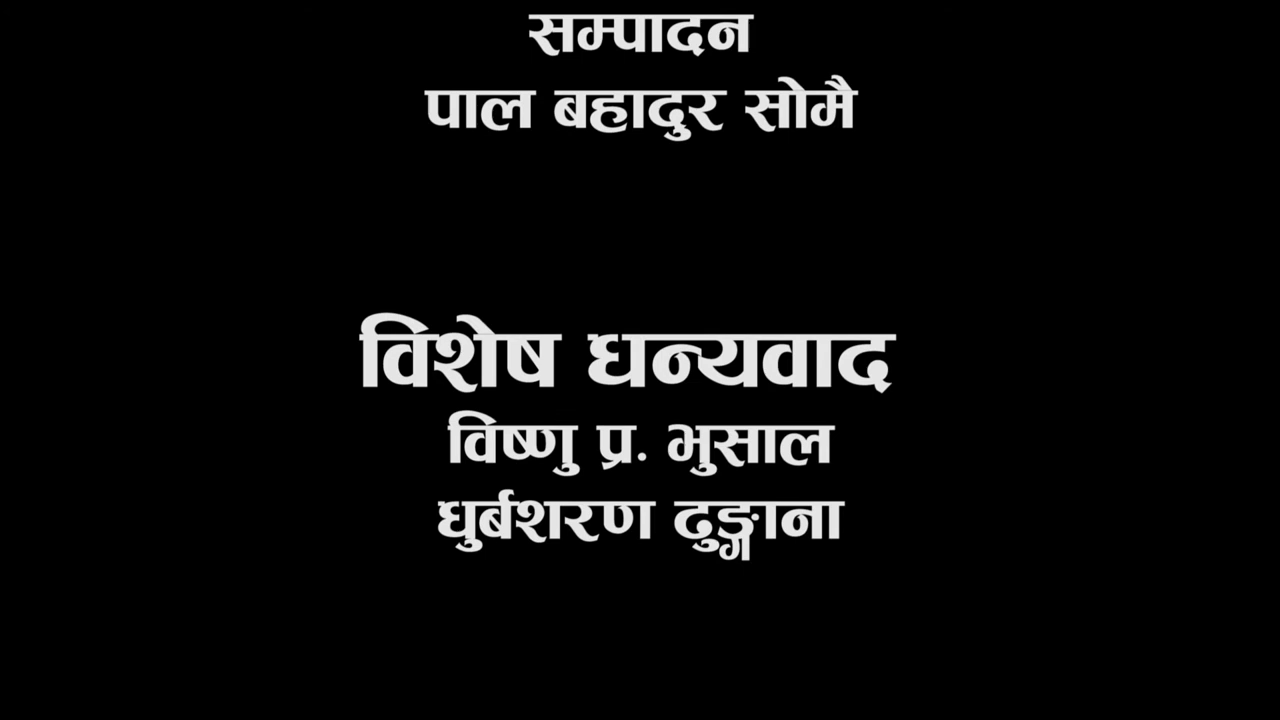 सम्पादन
पाल बहादुर सोमै
विशेष धन्यवाद
विष्णु प्र. भुसाल
धुर्बशरण ढुङ्गाना